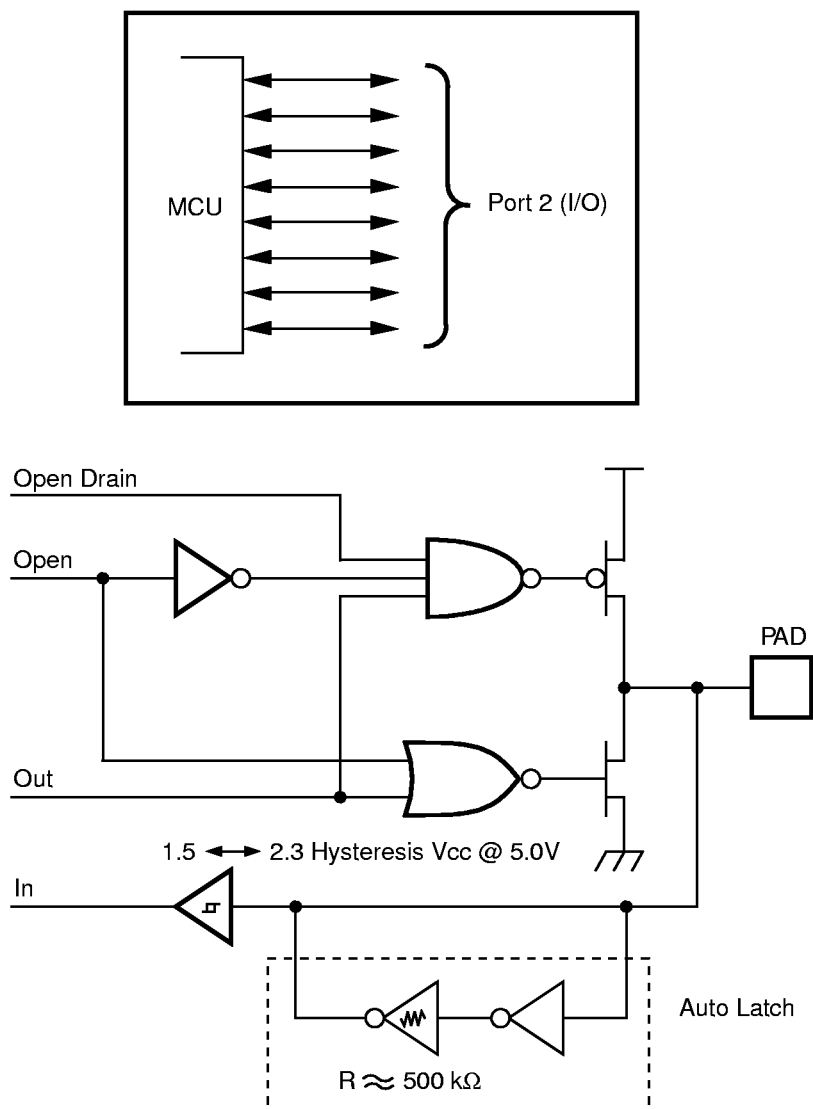 MCU
Port 2 (I/O)
Open Drain
Open
PAD
Out
1.5 ↔ 2.3 Hysteresis Vcc @ 5.0V
In
Auto Latch
R ≈ 500 kΩ